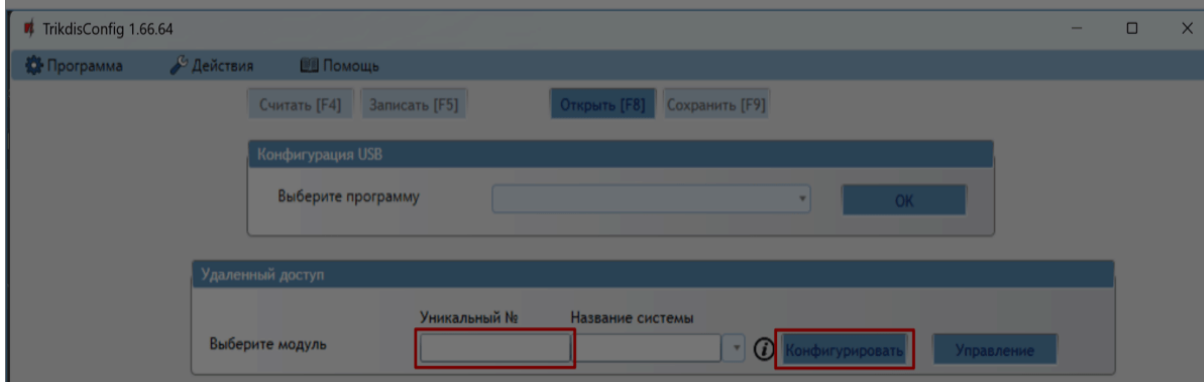 TrikdisConfig 1.66.64
Программа Действия Помощь
Считать [F4] Записать [F5] Открыть [F8] Сохранить [F9]
Конфигурация USB
Выберите программу OK
Удаленный доступ
Уникальный № Название системы
Выберите модуль i Конфигурировать Управление